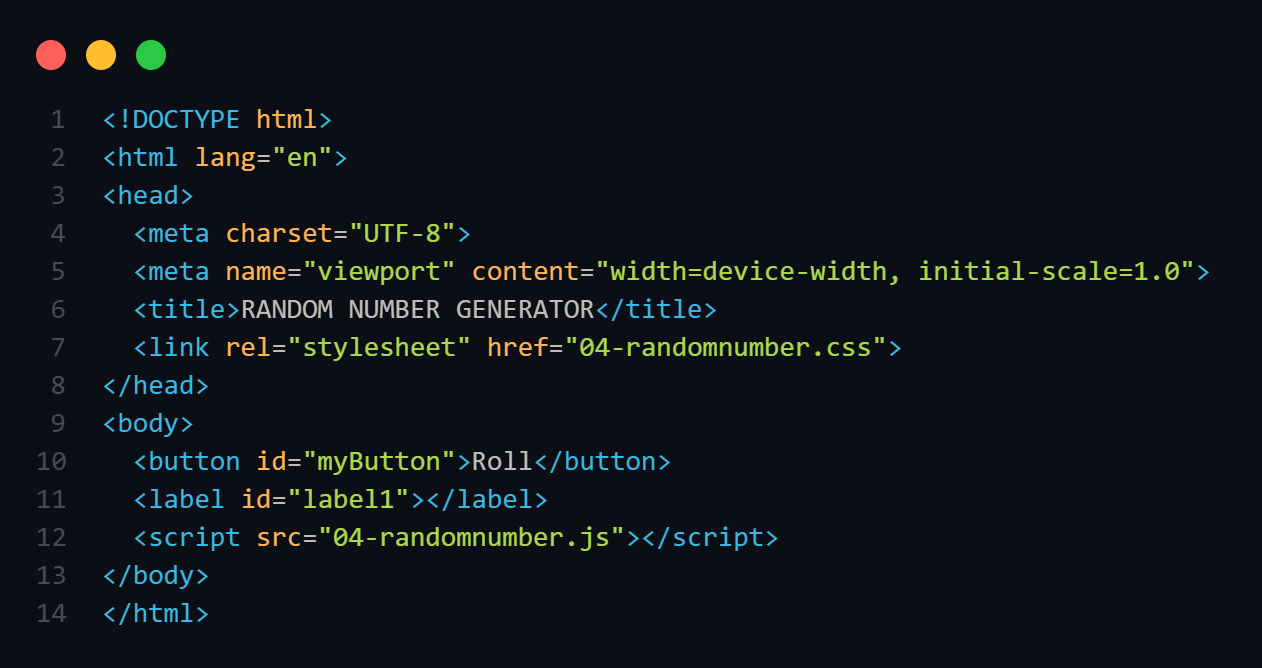 1 <!DOCTYPE html>
2 <html lang="en">
3 <head>
4   <meta charset="UTF-8">
5   <meta name="viewport" content="width=device-width, initial-scale=1.0">
6   <title>RANDOM NUMBER GENERATOR</title>
7   <link rel="stylesheet" href="04-randomnumber.css">
8 </head>
9 <body>
10   <button id="myButton">Roll</button>
11   <label id="label1"></label>
12   <script src="04-randomnumber.js"></script>
13 </body>
14 </html>